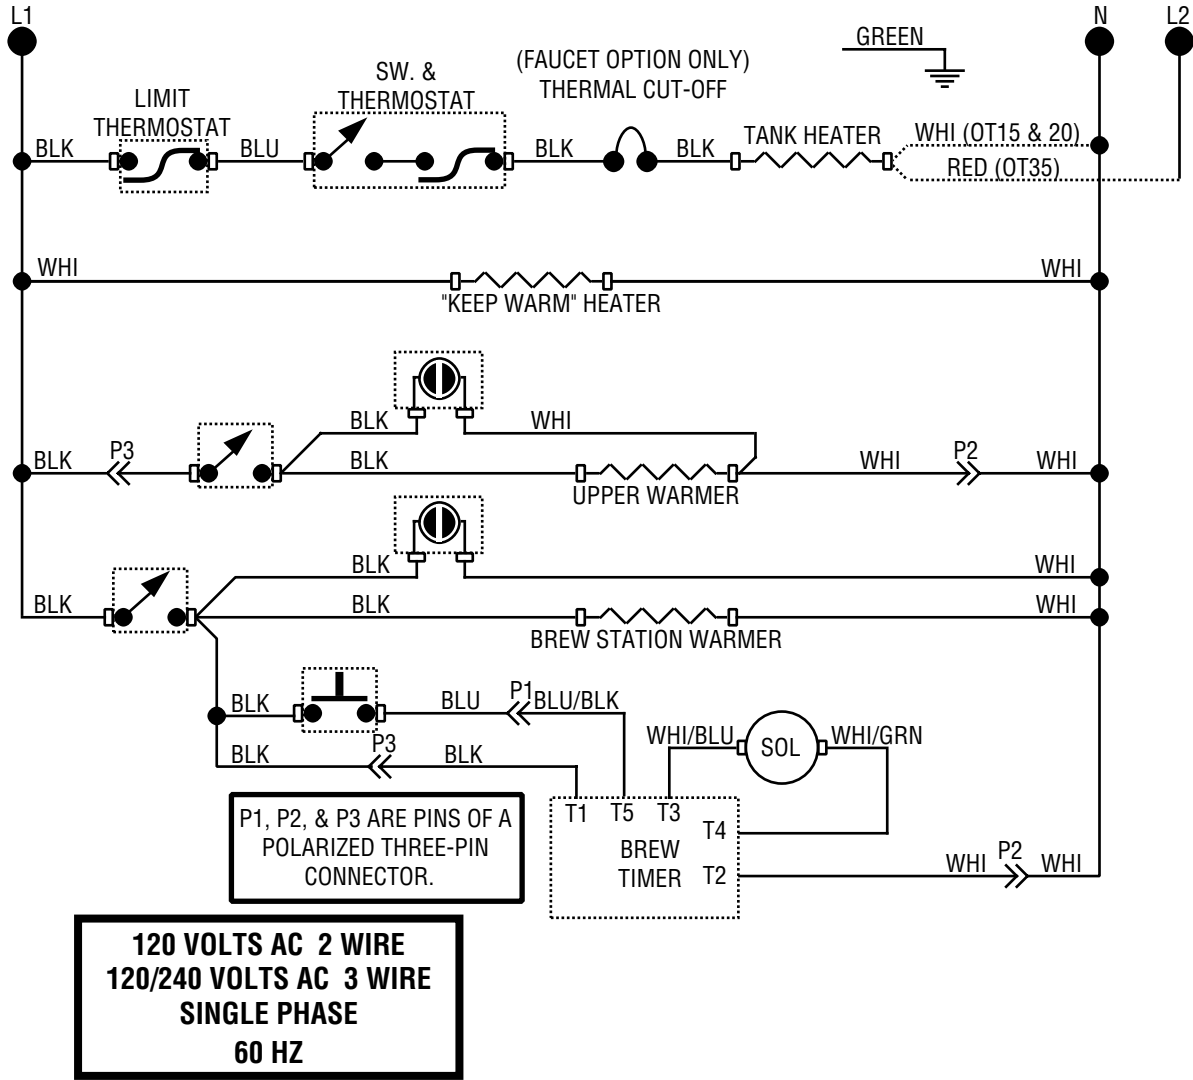 L1
N
L2
GREEN
(FAUCET OPTION ONLY)
THERMAL CUT-OFF
SW. &
THERMOSTAT
LIMIT
THERMOSTAT
BLK
BLU
BLK
BLK
TANK HEATER
WHI (OT15 & 20)
RED (OT35)
WHI
WHI
"KEEP WARM" HEATER
BLK
WHI
BLK
P3
BLK
WHI
P2
WHI
UPPER WARMER
BLK
WHI
BLK
BLK
WHI
BREW STATION WARMER
BLK
BLU
P1
BLU/BLK
BLK
P3
BLK
WHI/BLU
SOL
WHI/GRN
T1
T5
T3
T4
BREW
TIMER
T2
WHI
P2
WHI
P1, P2, & P3 ARE PINS OF A
POLARIZED THREE-PIN
CONNECTOR.
120 VOLTS AC  2 WIRE
120/240 VOLTS AC  3 WIRE
SINGLE PHASE
60 HZ